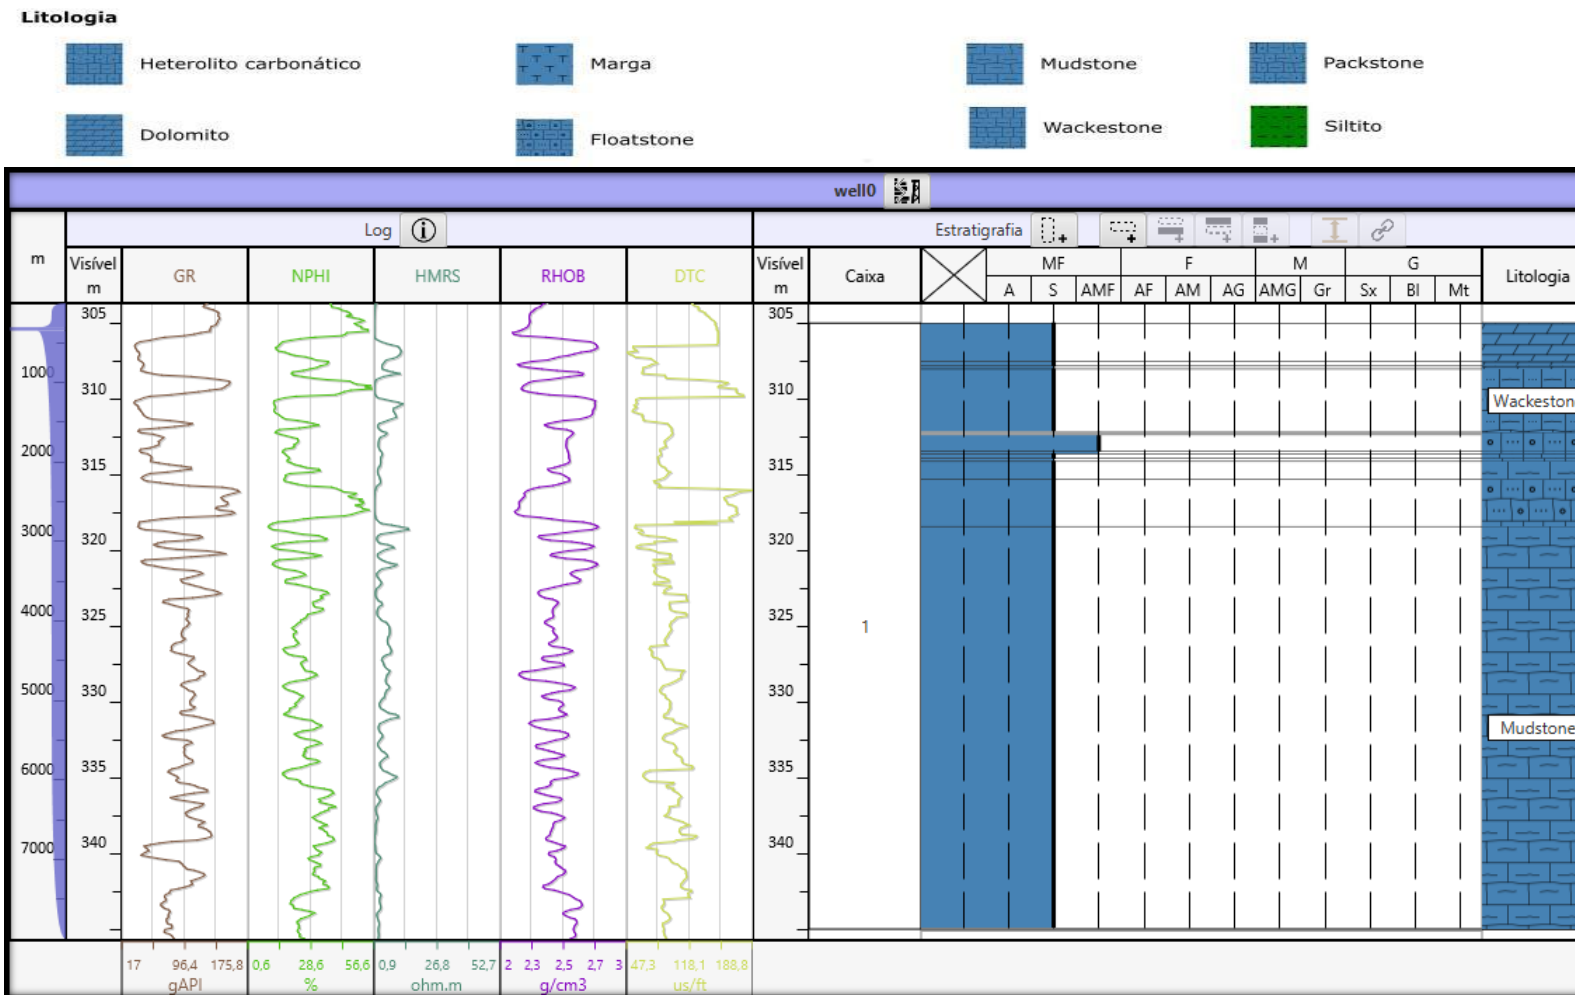 Litologia
Heterolito carbonático
Marga
Mudstone
Packstone
Dolomito
Floatstone
Wackestone
Siltito
well0
m
Log
Estratigrafia
Visível m
GR
NPHI
HMRS
RHOB
DTC
Visível m
Caixa
MF
F
M
G
A
S
AMF
AF
AM
AG
AMG
Gr
Sx
Bl
Mt
Litologia
1000
2000
3000
4000
5000
6000
7000
305
310
315
320
325
330
335
340
305
310
315
320
325
330
335
340
1
Wackeston
Mudstone
17 96,4 175,8
gAPI
0,6 28,6 56,6
%
0,9 26,8 52,7
ohm.m
2 2,3 2,5 2,7 3
g/cm3
47,3 118,1 188,8
us/ft